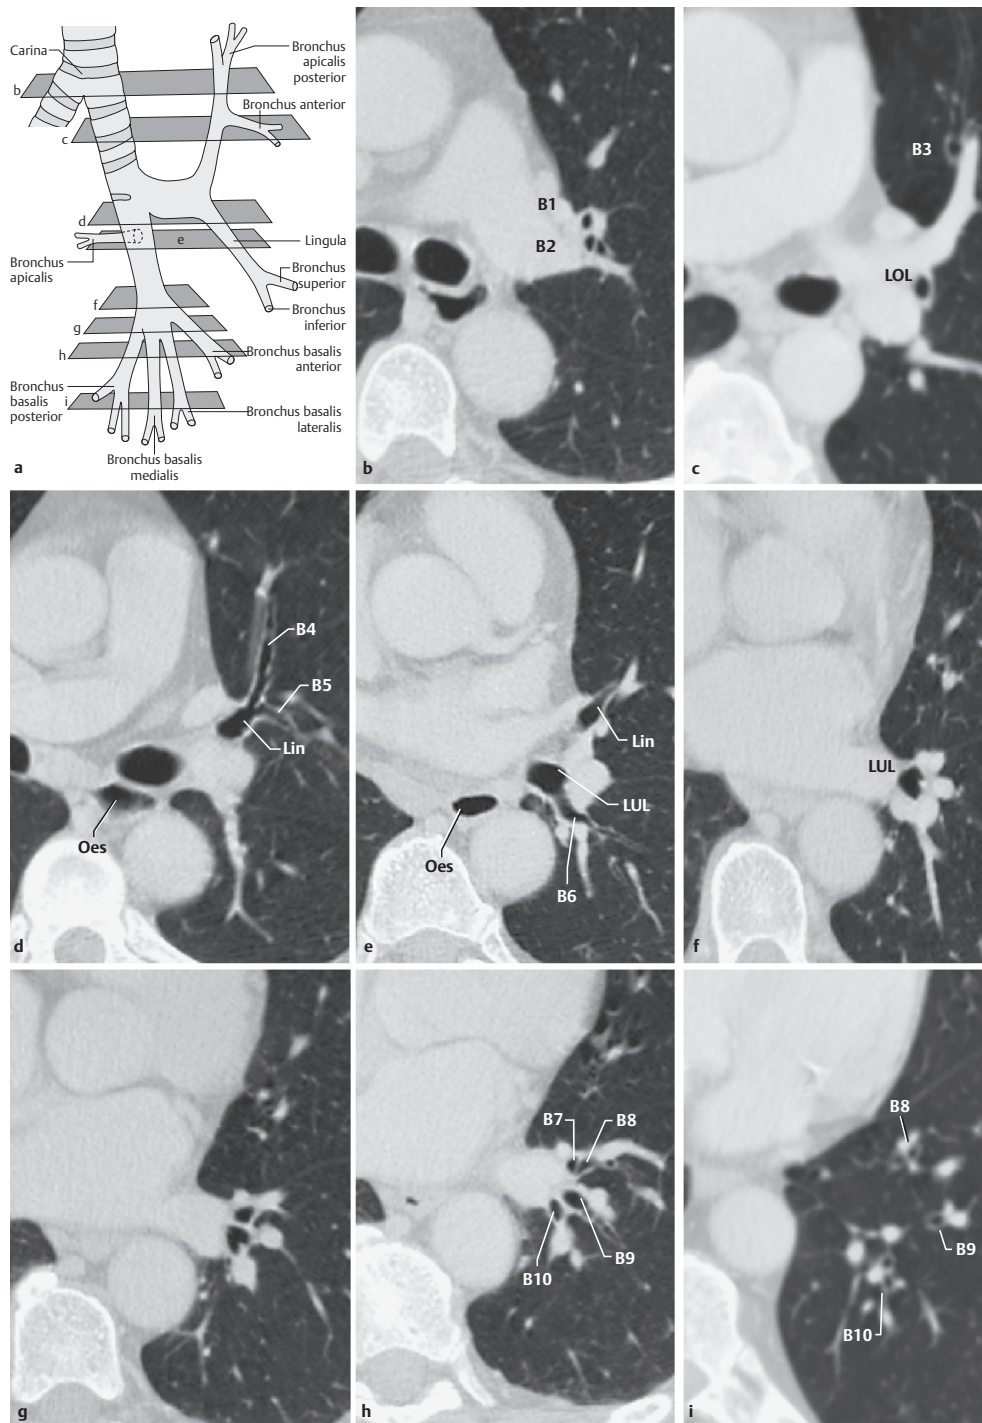 Carina
b
Bronchus
apicalis
posterior
Bronchus anterior
c
d
e
Lingula
Bronchus
apicalis
Bronchus
superior
f
Bronchus
inferior
g
h
Bronchus basalis
anterior
Bronchus
basalis
posterior
i
Bronchus basalis
lateralis
Bronchus basalis
medialis
a
B1
B2
b
B3
LOL
c
B4
B5
Lin
Oes
d
Lin
LUL
Oes
B6
e
LUL
f
g
B7
B8
B9
B10
h
B8
B9
B10
i